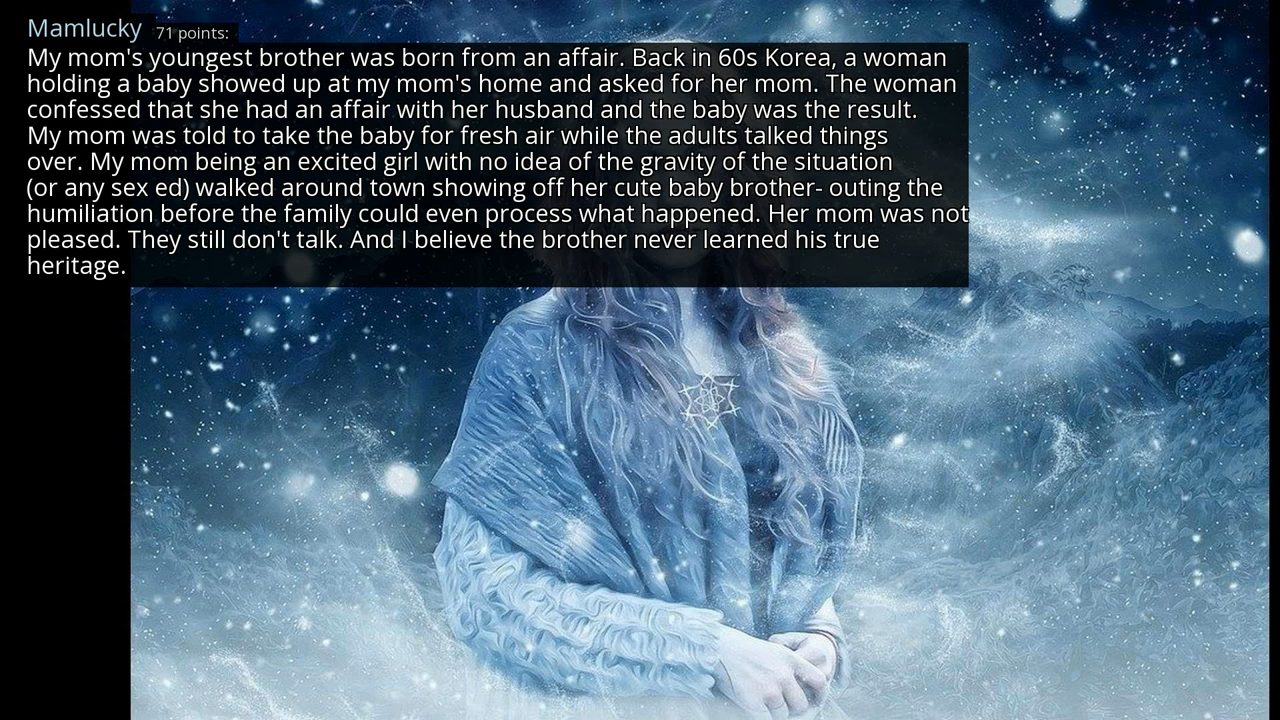 Mamlucky 71 points:
My mom's youngest brother was born from an affair. Back in 60s Korea, a woman
holding a baby showed up at my mom's home and asked for her mom. The woman
confessed that she had an affair with her husband and the baby was the result.
My mom was told to take the baby for fresh air while the adults talked things
over. My mom being an excited girl with no idea of the gravity of the situation
(or any sex ed) walked around town showing off her cute baby brother- outing the
humiliation before the family could even process what happened. Her mom was not
pleased. They still don't talk. And I believe the brother never learned his true
heritage.